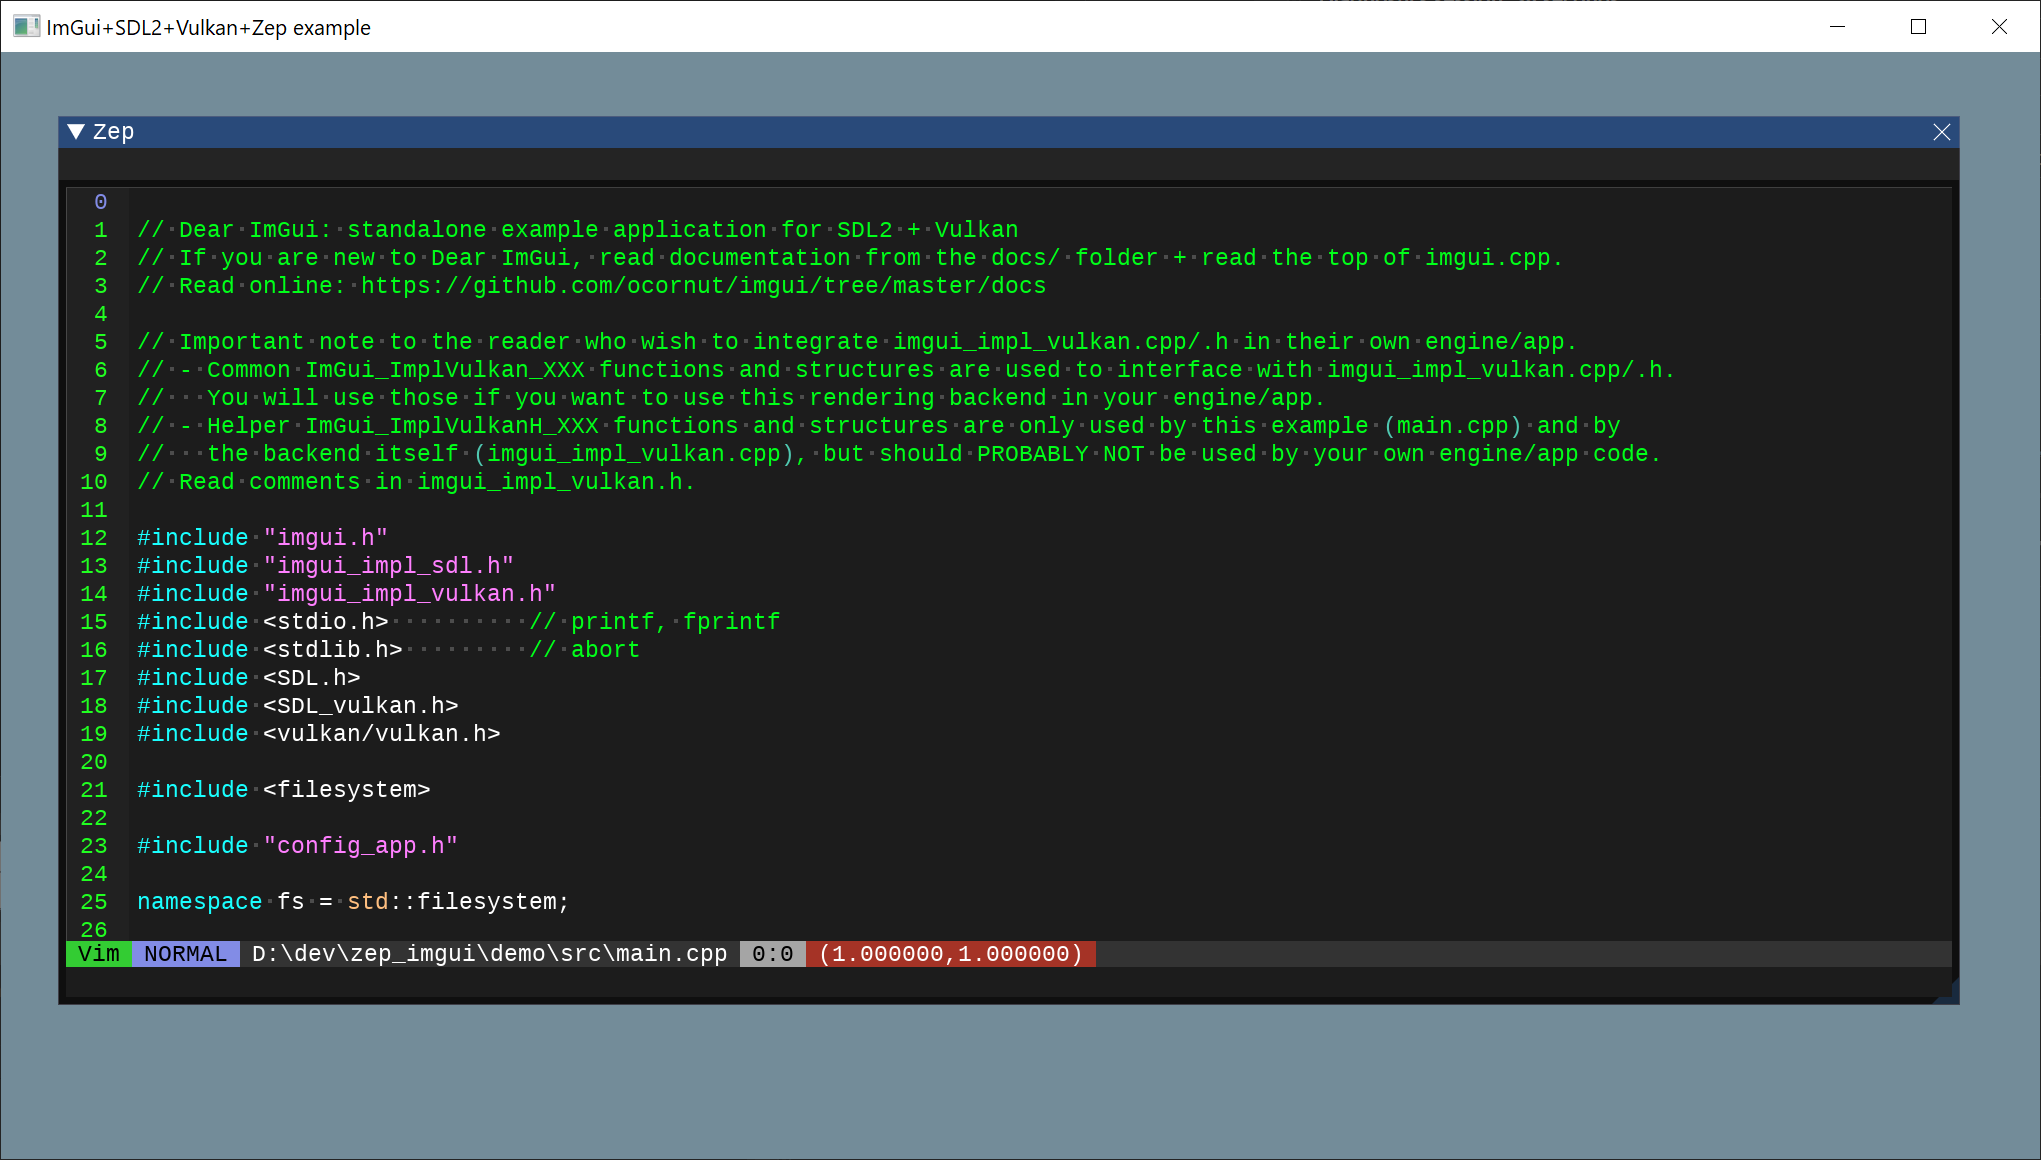 ImGui+SDL2+Vulkan+Zep example
Zep
0
1 // Dear ImGui: standalone example application for SDL2 + Vulkan
2 // If you are new to Dear ImGui, read documentation from the docs/ folder + read the top of imgui.cpp.
3 // Read online: https://github.com/ocornut/imgui/tree/master/docs
4
5 // Important note to the reader who wish to integrate imgui_impl_vulkan.cpp/.h in their own engine/app.
6 // - Common ImGui_ImplVulkan_XXX functions and structures are used to interface with imgui_impl_vulkan.cpp/.h.
7 //   You will use those if you want to use this rendering backend in your engine/app.
8 // - Helper ImGui_ImplVulkanH_XXX functions and structures are only used by this example (main.cpp) and by
9 //   the backend itself (imgui_impl_vulkan.cpp), but should PROBABLY NOT be used by your own engine/app code.
10 // Read comments in imgui_impl_vulkan.h.
11
12 #include "imgui.h"
13 #include "imgui_impl_sdl.h"
14 #include "imgui_impl_vulkan.h"
15 #include <stdio.h>          // printf, fprintf
16 #include <stdlib.h>         // abort
17 #include <SDL.h>
18 #include <SDL_vulkan.h>
19 #include <vulkan/vulkan.h>
20
21 #include <filesystem>
22
23 #include "config_app.h"
24
25 namespace fs = std::filesystem;
26
Vim NORMAL D:\dev\zep_imgui\demo\src\main.cpp 0:0 (1.000000,1.000000)